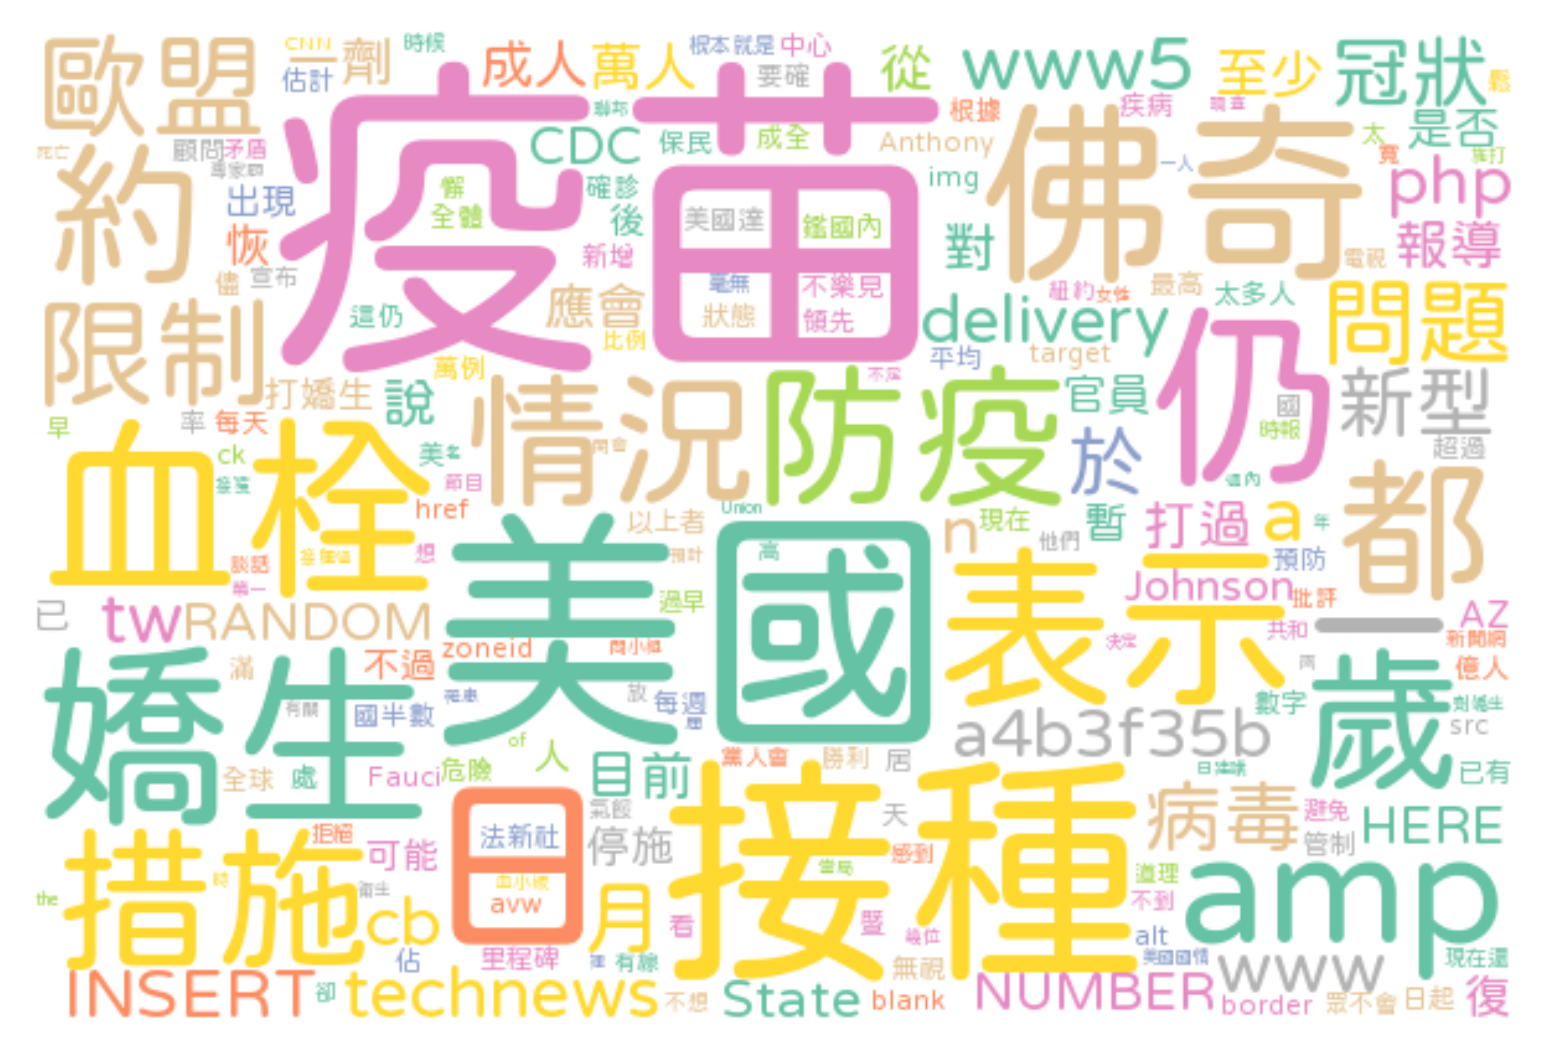 歐盟
CNN
一劑
估計
時候
成人
萬人
根本就是
中心
要確
從
www5
至少
冠狀
鬆
疫苗
聯邦
CDC
保民
成全
Anthony
根據
疾病
太
是否
死亡
顧問
矛盾
專家
約
出現
恢
宣布
儘
懈
全體
確診
後
新增
美國達
鑑國內
毫無
不樂見
狀態
領先
img
佛奇
一人
寬
php
對
報導
電視
限制
這仍
應會
比例
萬例
delivery
紐約
女性
最高
太多人
平均
target
仍
問題
打嬌生
說
情況
防疫
不是
官員
國
時報
新型
超過
早
率
每天
ck
美
血栓
節目
href
於
都
Union
以上者
n
現在
他們
暫
打過
a
年
預防
談話
第一
想
美國
高
過早
表示
Johnson
批評
決定
共和
一
AZ
新聞網
億人
已
tw
RANDOM
zoneid
不過
嬌生
滿
有關
國半數
放
每週
兩
歲
數字
a4b3f35b
src
已有
of
人
目前
黨人會
勝利
居
全球
處
Fauci
危險
日
法新社
avw
氣餒
停施
接種
天
感到
當局
病毒
避免
管制
HERE
措施
拒絕
可能
時
the
cb
月
看
暨
幾位
道理
不到
alt
amp
佔
里程碑
有線
無視
美國國情
www
現在還
INSERT
卻
technews
不想
State
blank
NUMBER
border
眾不會
日起
復